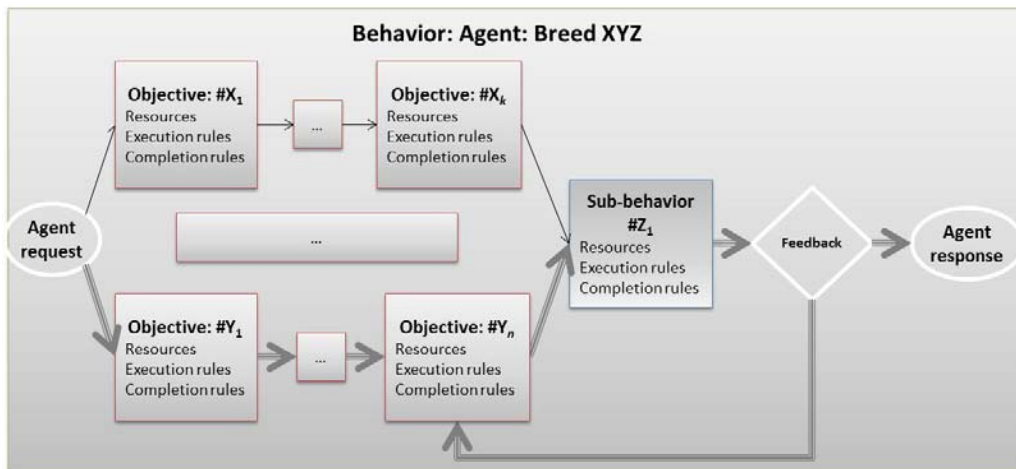 Behavior: Agent: Breed XYZ
Objective: #X₁
Resources
Execution rules
Completion rules
...
Objective: #Xₖ
Resources
Execution rules
Completion rules
Agent
request
...
Sub-behavior
#Z₁
Resources
Execution rules
Completion rules
Feedback
Agent
response
Objective: #Y₁
Resources
Execution rules
Completion rules
...
Objective: #Yₙ
Resources
Execution rules
Completion rules